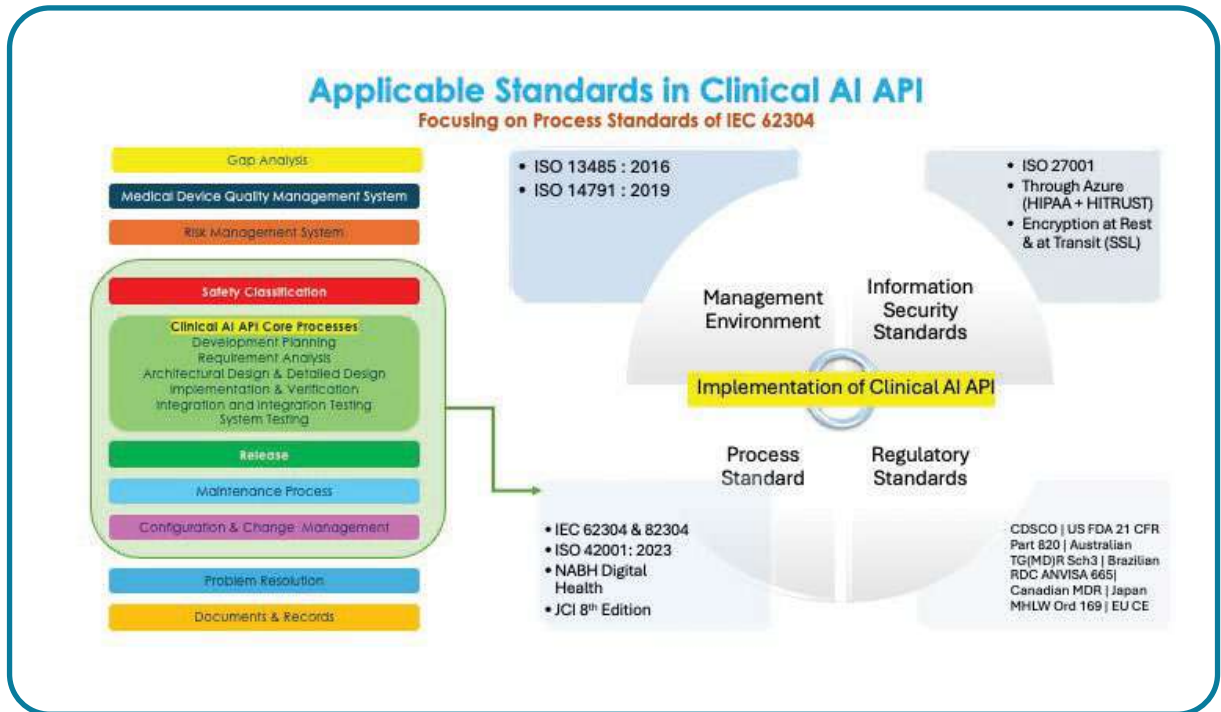 Applicable Standards in Clinical AI API
Focusing on Process Standards of IEC 62304
Gap Analysis
Medical Device Quality Management System
Risk Management System
Safety Classification
Clinical AI API Core Processes
Development Planning
Requirement Analysis
Architectural Design & Detailed Design
Implementation & Verification
Integration and Integration Testing
System Testing
Release
Maintenance Process
Configuration & Change Management
Problem Resolution
Documents & Records
• ISO 13485 : 2016
• ISO 14791 : 2019
• ISO 27001
• Through Azure
(HIPAA + HITRUST)
• Encryption at Rest
& at Transit (SSL)
Management
Environment
Information
Security
Standards
Implementation of Clinical AI API
Process
Standard
Regulatory
Standards
• IEC 62304 & 82304
• ISO 42001: 2023
• NABH Digital
Health
• JCI 8th Edition
CDSCO | US FDA 21 CFR
Part 820 | Australian
TG(MD)R Sch3 | Brazilian
RDC ANVISA 665|
Canadian MDR | Japan
MHLW Ord 169 | EU CE